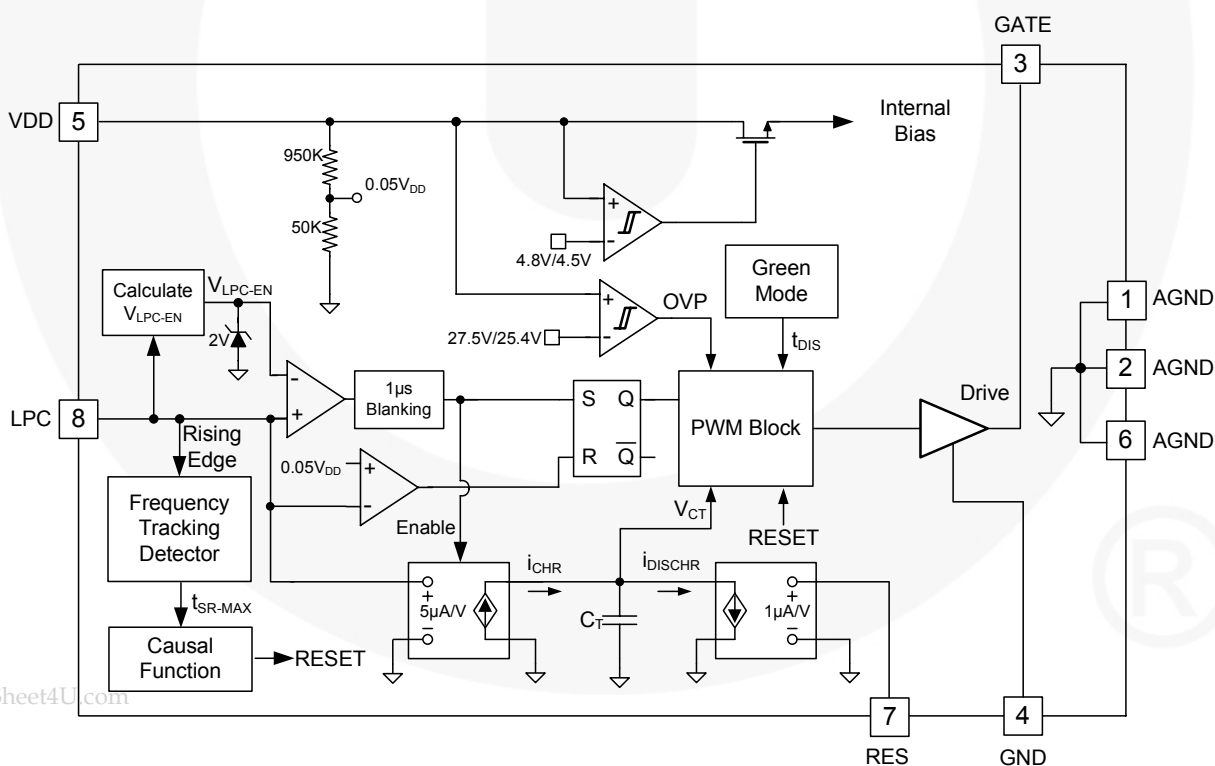 GATE
3
VDD
5
Internal
Bias
950K
0.05VDD
50K
+
-
4.8V/4.5V
Calculate
VLPC-EN
VLPC-EN
2V
+
-
27.5V/25.4V
OVP
Green
Mode
tDIS
1
AGND
2
AGND
6
AGND
LPC
8
-
+
1µs
Blanking
S
Q
R
Q
PWM Block
Drive
Rising
Edge
0.05VDD
+
-
Frequency
Tracking
Detector
Enable
VCT
RESET
tSR-MAX
Causal
Function
RESET
+
5µA/V
-
iCHR
CT
iDISCHR
+
1µA/V
-
heet4U.com
7
RES
4
GND
®